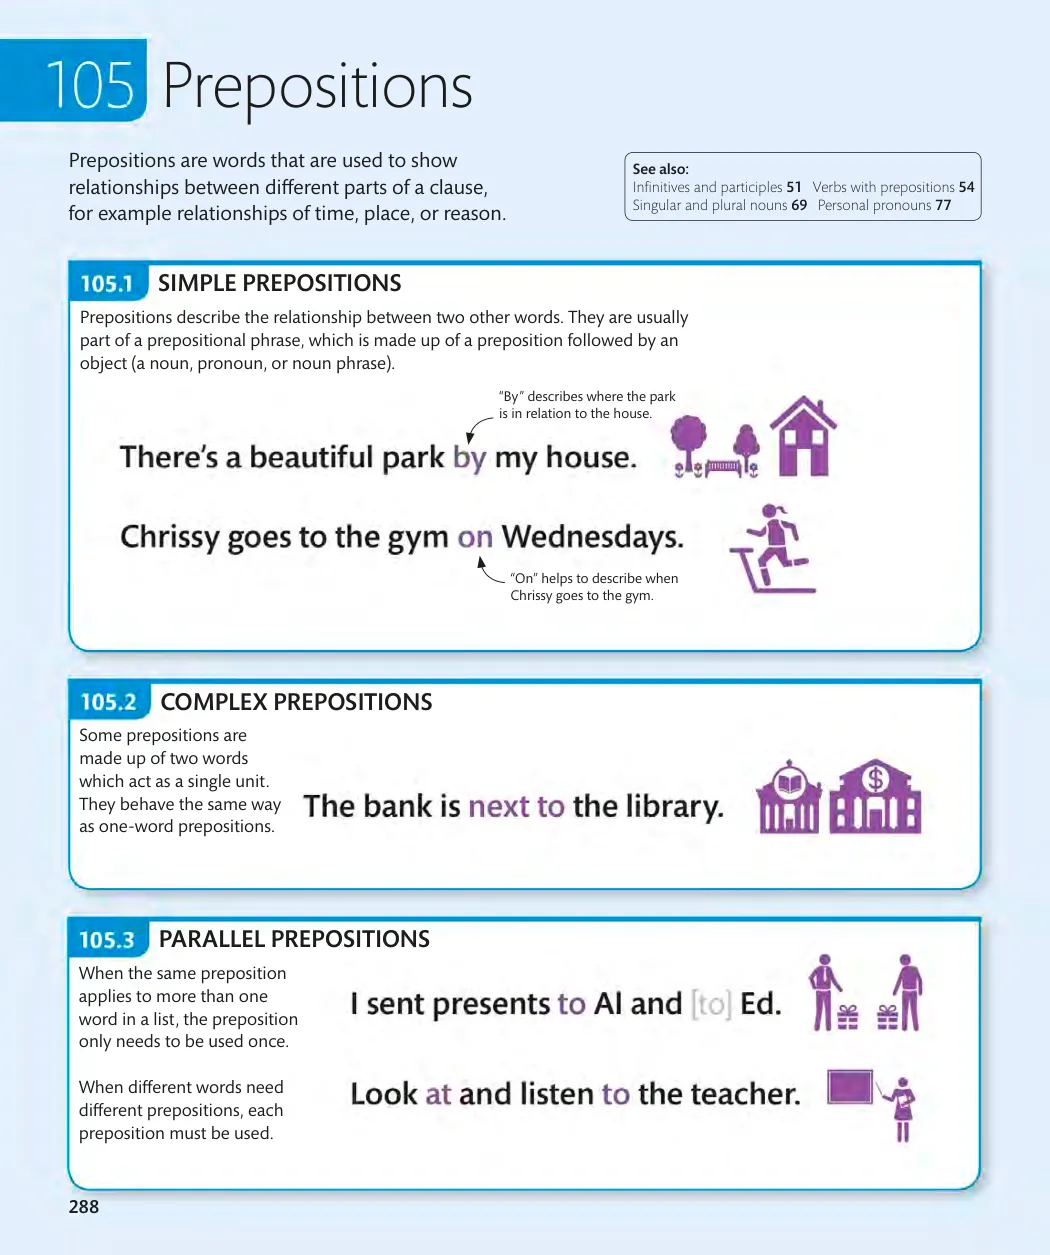 105 Prepositions
Prepositions are words that are used to show
relationships between different parts of a clause,
for example relationships of time, place, or reason.
See also:
Infinitives and participles 51 Verbs with prepositions 54
Singular and plural nouns 69 Personal pronouns 77
105.1 SIMPLE PREPOSITIONS
Prepositions describe the relationship between two other words. They are usually
part of a prepositional phrase, which is made up of a preposition followed by an
object (a noun, pronoun, or noun phrase).
“By” describes where the park
is in relation to the house.
There’s a beautiful park by my house.
Chrissy goes to the gym on Wednesdays.
“On” helps to describe when
Chrissy goes to the gym.
105.2 COMPLEX PREPOSITIONS
Some prepositions are
made up of two words
which act as a single unit.
They behave the same way
as one-word prepositions.
The bank is next to the library.
$
105.3 PARALLEL PREPOSITIONS
When the same preposition
applies to more than one
word in a list, the preposition
only needs to be used once.
I sent presents to Al and [to] Ed.
When different words need
different prepositions, each
preposition must be used.
Look at and listen to the teacher.
288